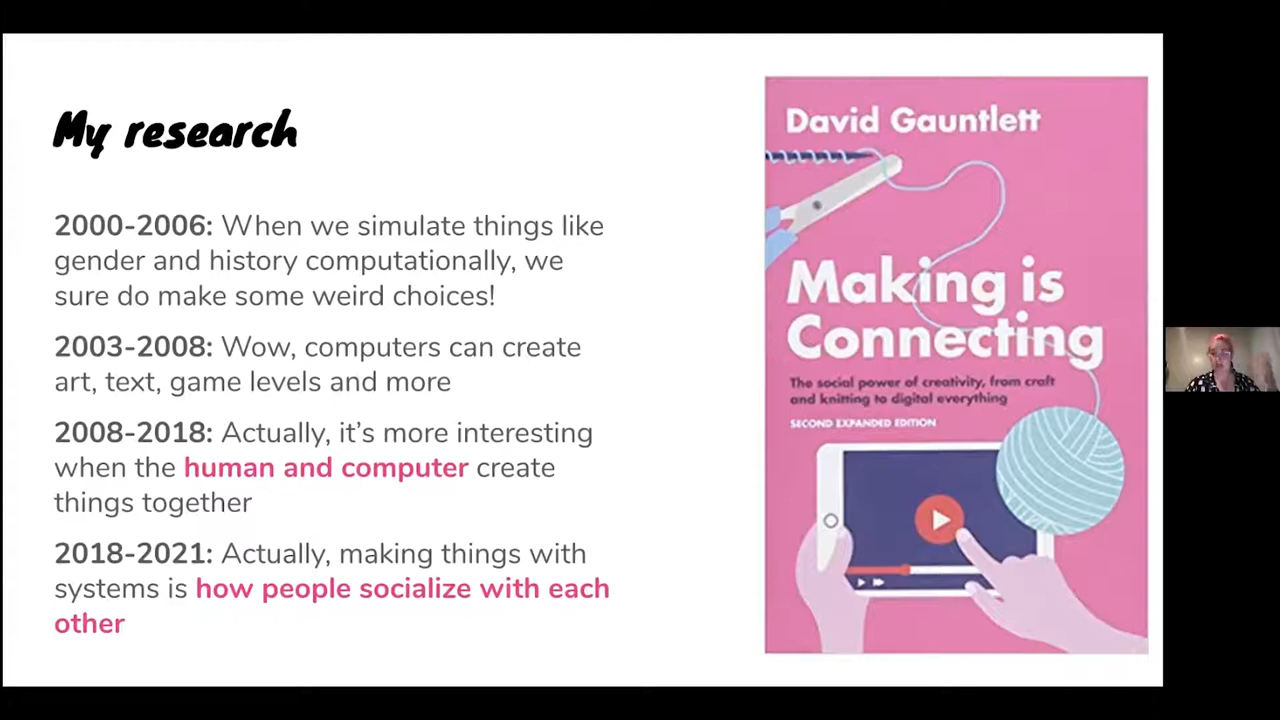 My research
2000-2006: When we simulate things like
gender and history computationally, we
sure do make some weird choices!
2003-2008: Wow, computers can create
art, text, game levels and more
2008-2018: Actually, it's more interesting
when the human and computer create
things together
2018-2021: Actually, making things with
systems is how people socialize with each
other
David Gauntlett
Making is
Connecting
The social power of creativity, from craft
and knitting to digital everything
SECOND EXPANDED EDITION